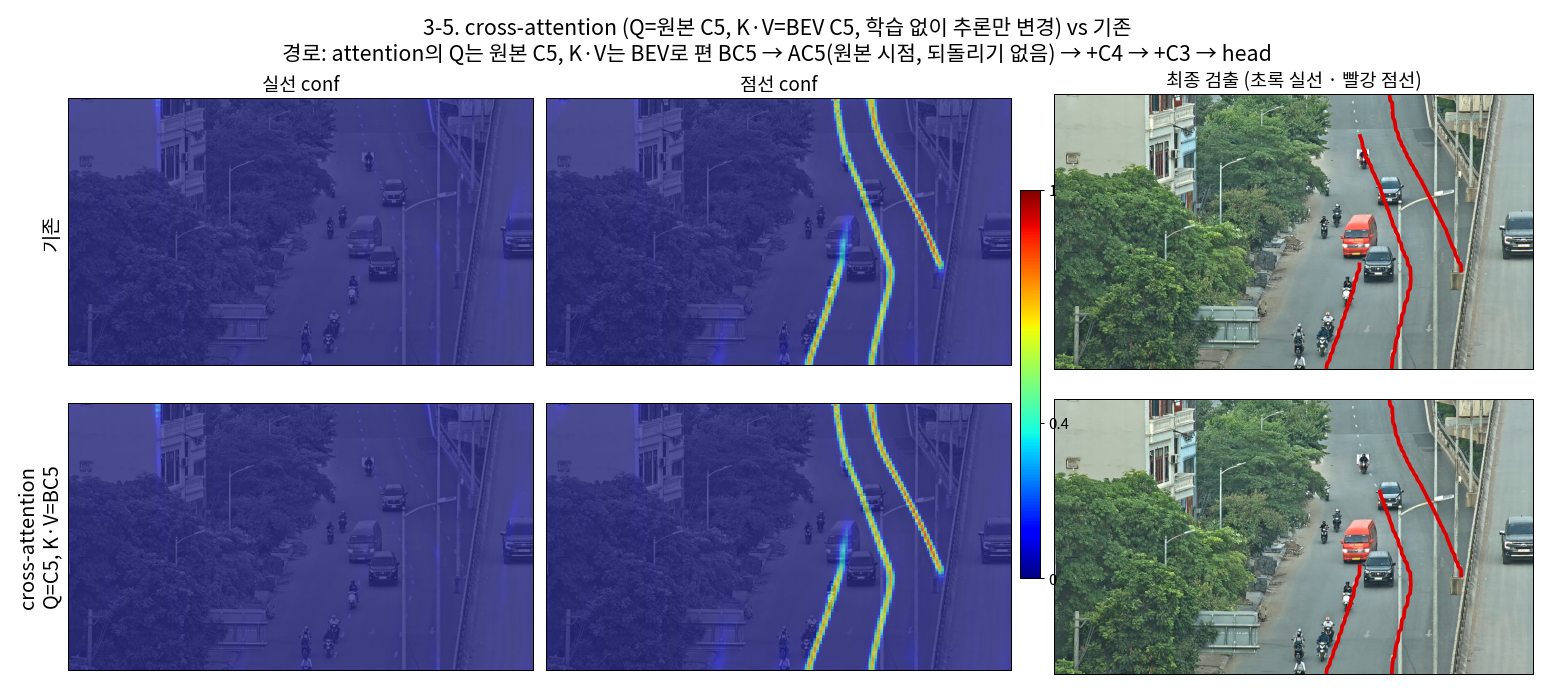 3-5. cross-attention (Q=원본 C5, K·V=BEV C5, 학습 없이 추론만 변경) vs 기존
경로: attention의 Q는 원본 C5, K·V는 BEV로 편 BC5 → AC5(원본 시점, 되돌리기 없음) → +C4 → +C3 → head
실선 conf
점선 conf
최종 검출 (초록 실선 · 빨강 점선)
기존
1
0.4
0
cross-attention
Q=C5, K·V=BC5